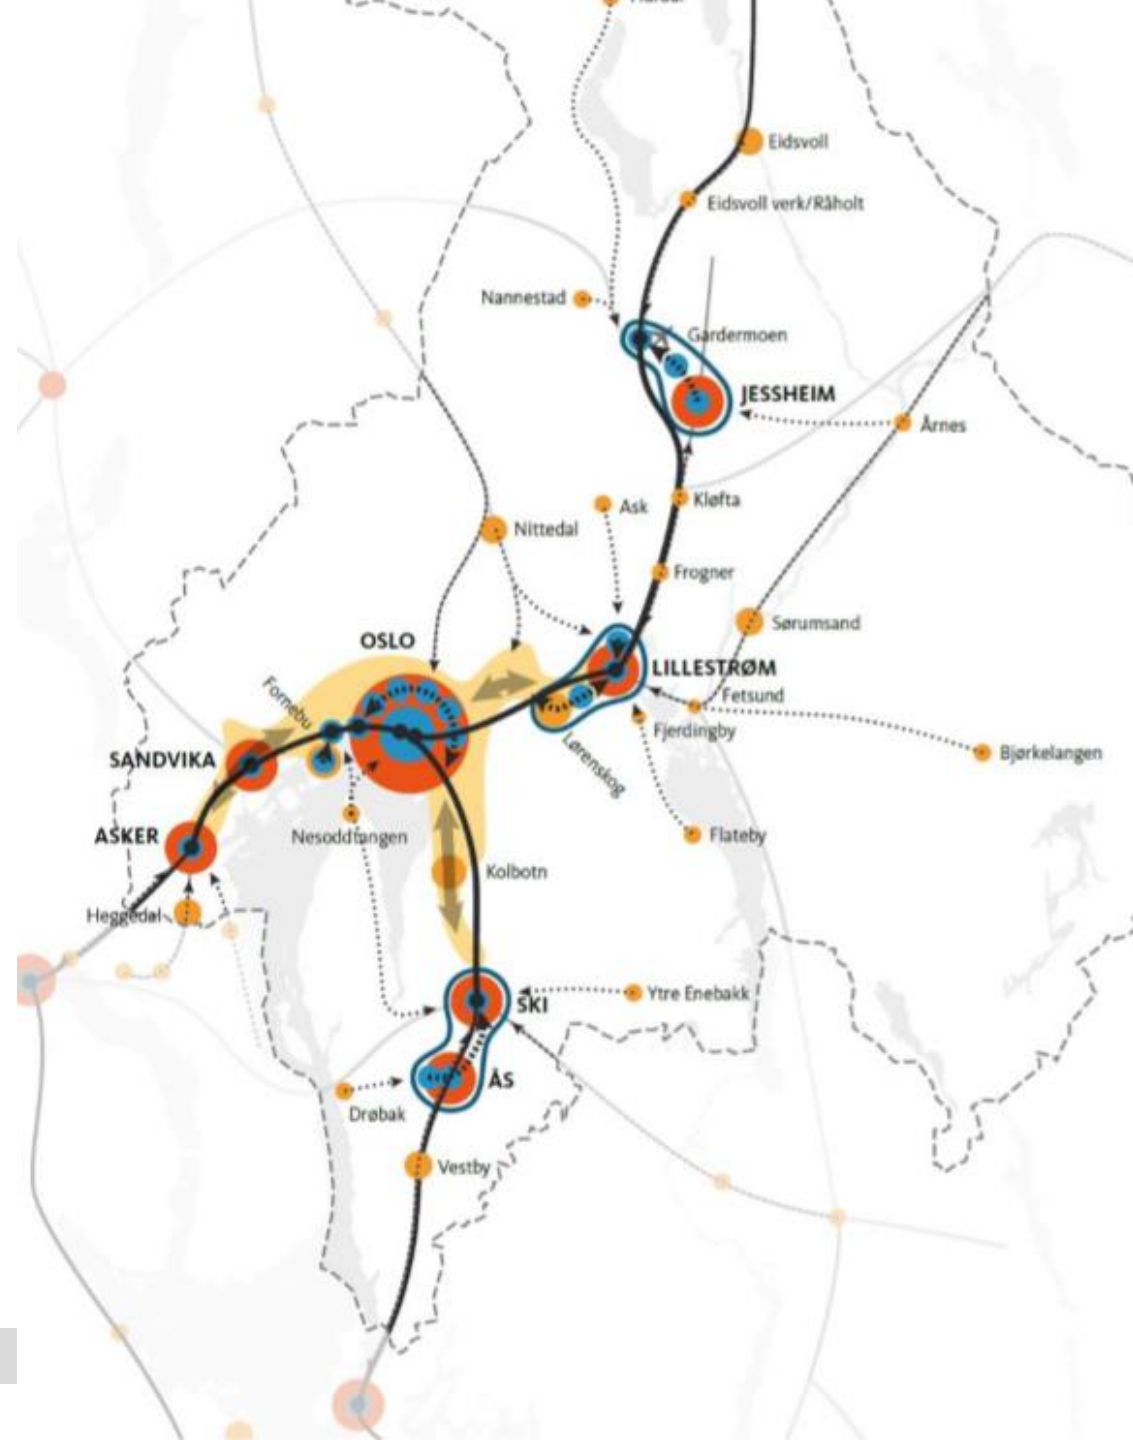 Eidsvoll
Eidsvoll verk/Råholt
Nannestad
Gardermoen
JESSHEIM
Årnes
Ask
Kløfta
Nittedal
Frogner
Sørumsand
OSLO
LILLESTRØM
Fornebu
Fetsund
Fjerdingby
SANDVIKA
Lørenskog
Bjørkelangen
ASKER
Nesoddtangen
Flateby
Kolbotn
Heggedal
SKI
Ytre Enebakk
ÅS
Drøbak
Vestby